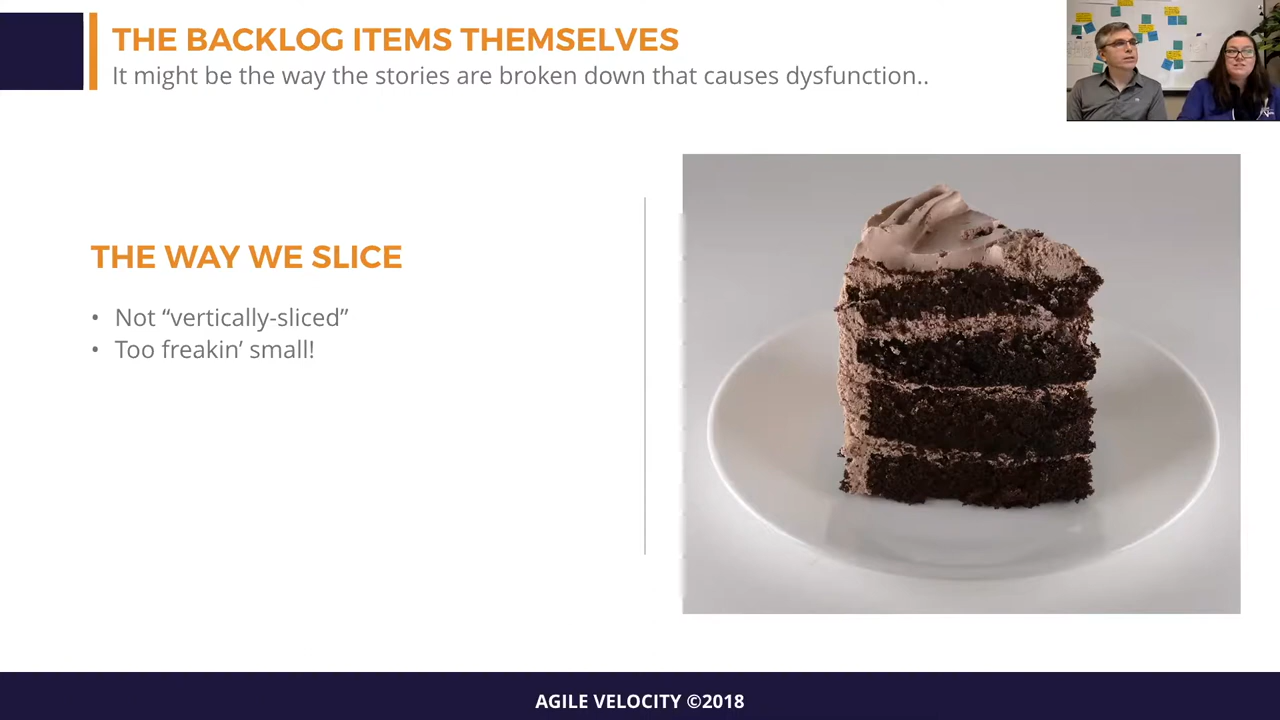 THE BACKLOG ITEMS THEMSELVES
It might be the way the stories are broken down that causes dysfunction..
THE WAY WE SLICE
• Not “vertically-sliced”
• Too freakin’ small!
AGILE VELOCITY ©2018